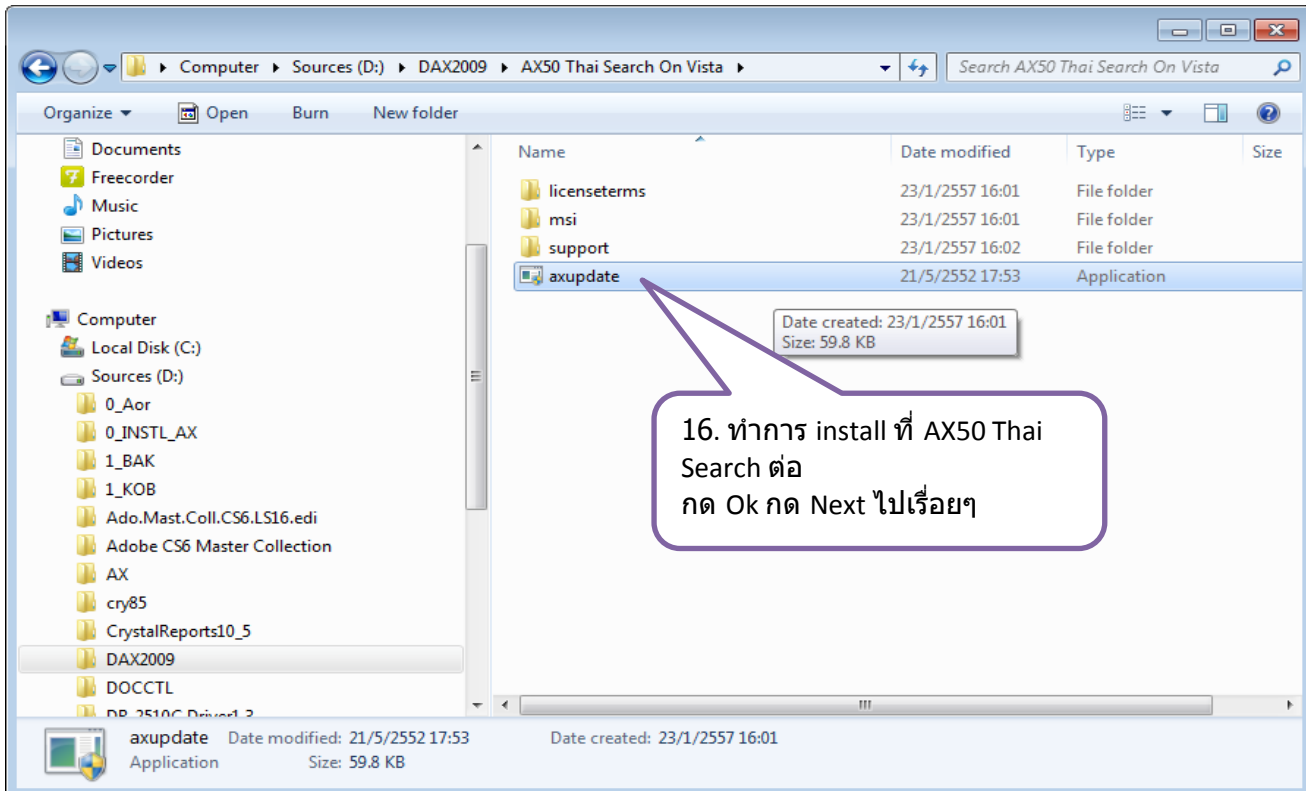 Computer ▸ Sources (D:) ▸ DAX2009 ▸ AX50 Thai Search On Vista ▸
Search AX50 Thai Search On Vista
Organize Open Burn New folder
Documents
Freecorder
Music
Pictures
Videos
Computer
Local Disk (C:)
Sources (D:)
0_Aor
0_INSTL_AX
1_BAK
1_KOB
Ado.Mast.Coll.CS6.LS16.edi
Adobe CS6 Master Collection
AX
cry85
CrystalReports10_5
DAX2009
DOCCTL
DP-2510C Driver1.3
Name Date modified Type Size
licenseterms 23/1/2557 16:01 File folder
msi 23/1/2557 16:01 File folder
support 23/1/2557 16:02 File folder
axupdate 21/5/2552 17:53 Application
Date created: 23/1/2557 16:01
Size: 59.8 KB
16. ทำการ install ที่ AX50 Thai
Search ต่อ
กด Ok กด Next ไปเรื่อยๆ
axupdate Date modified: 21/5/2552 17:53 Date created: 23/1/2557 16:01
Application Size: 59.8 KB